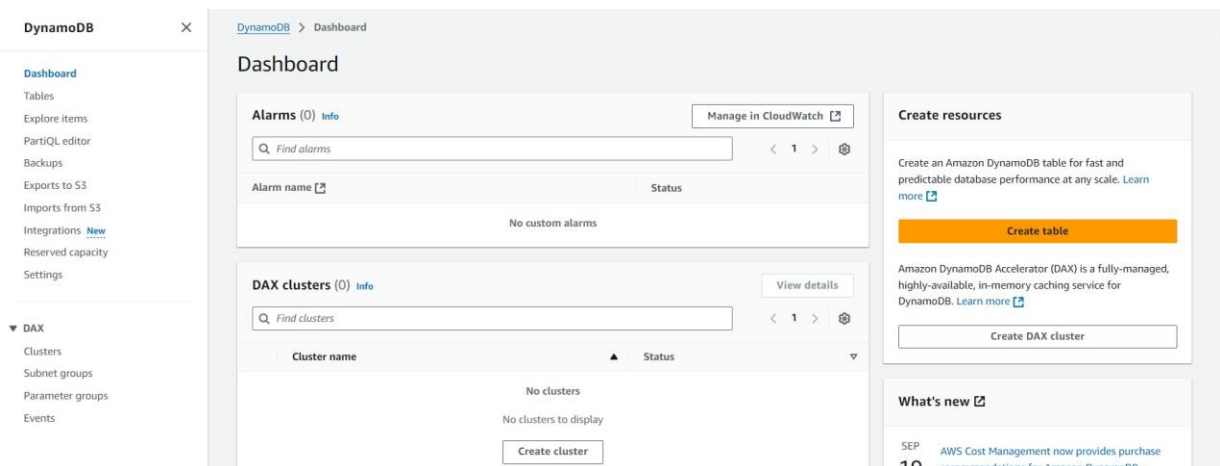 DynamoDB
Dashboard
Tables
Explore items
PartiQL editor
Backups
Exports to S3
Imports from S3
Integrations New
Reserved capacity
Settings
DAX
Clusters
Subnet groups
Parameter groups
Events
DynamoDB > Dashboard
Dashboard
Alarms (0) Info
Manage in CloudWatch
Find alarms
1
Alarm name
Status
No custom alarms
DAX clusters (0) Info
View details
Find clusters
1
Cluster name
Status
No clusters
No clusters to display
Create cluster
Create resources
Create an Amazon DynamoDB table for fast and
predictable database performance at any scale. Learn
more
Create table
Amazon DynamoDB Accelerator (DAX) is a fully-managed,
highly-available, in-memory caching service for
DynamoDB. Learn more
Create DAX cluster
What's new
SEP
AWS Cost Management now provides purchase